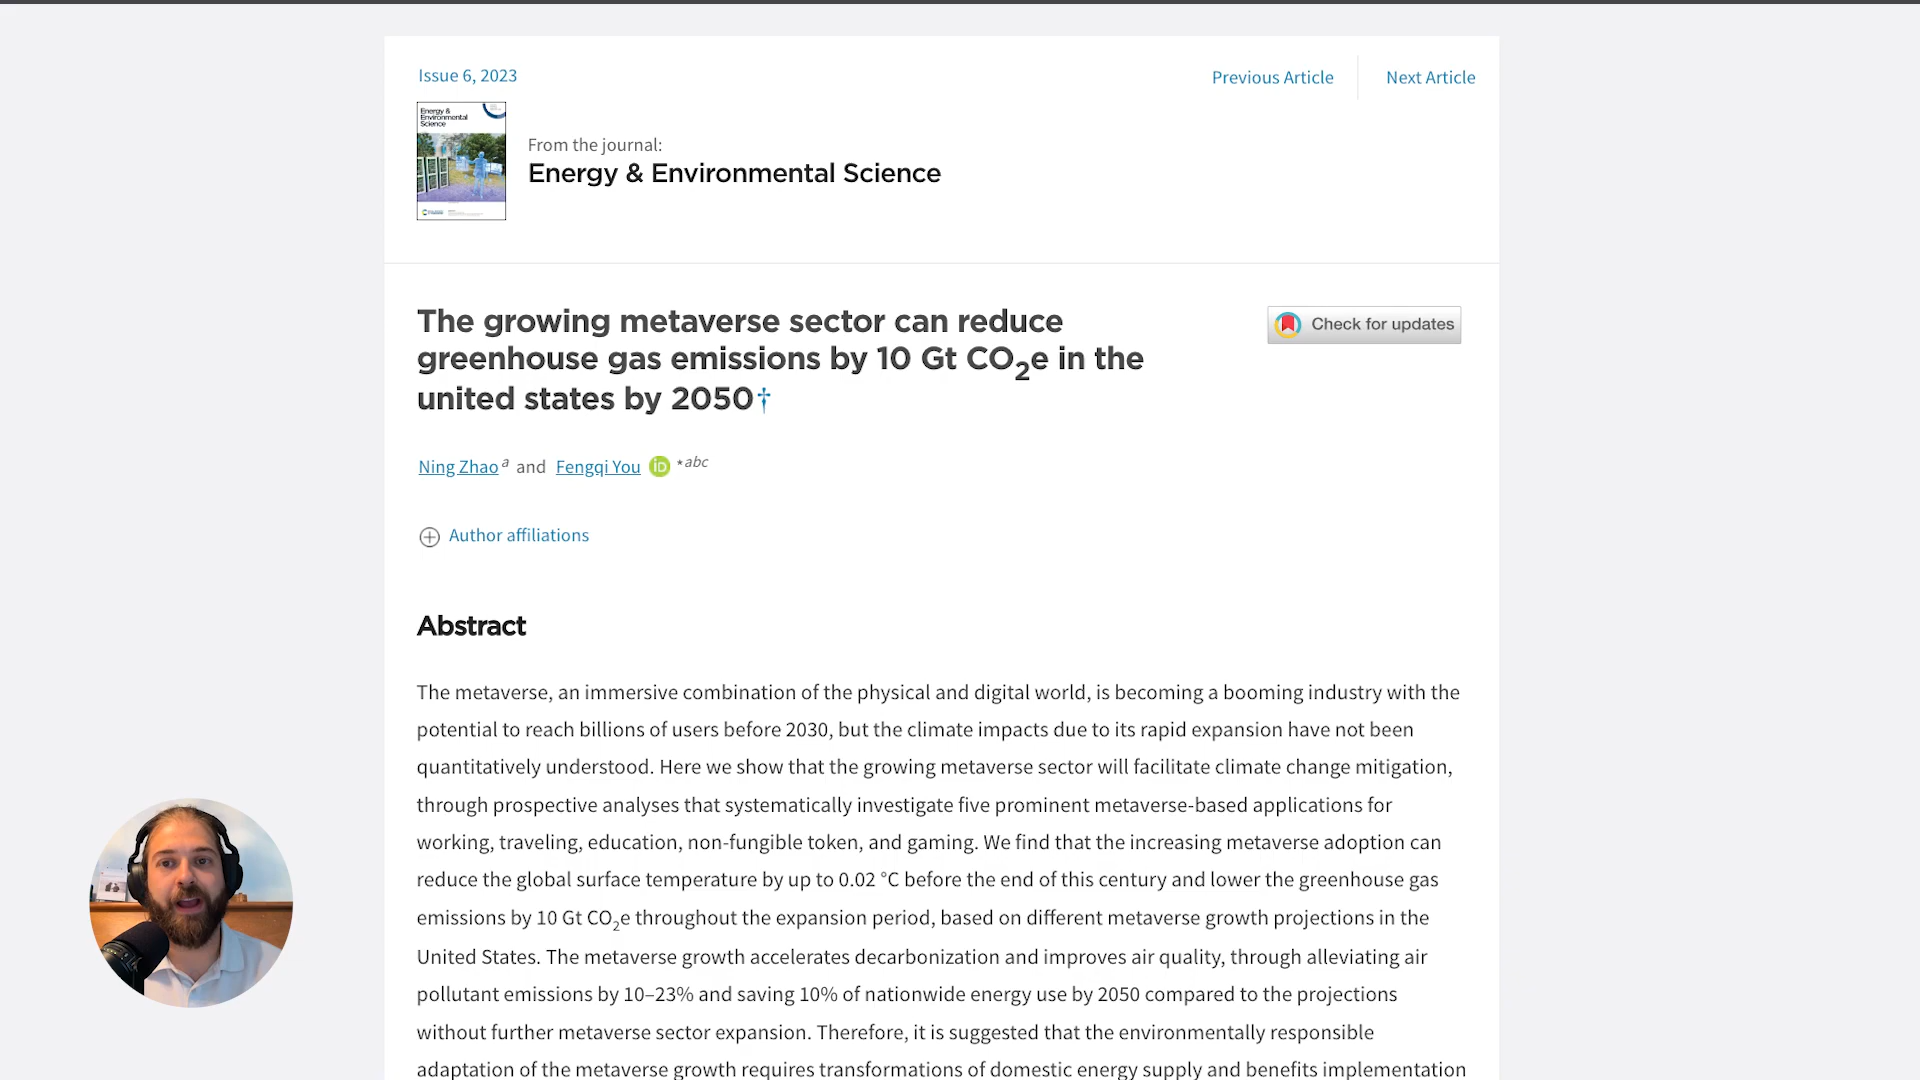 Issue 6, 2023
Previous Article
Next Article
Energy &
Environmental
Science
From the journal:
Energy & Environmental Science
The growing metaverse sector can reduce
greenhouse gas emissions by 10 Gt CO2e in the
united states by 2050†
Check for updates
Ning Zhao a and Fengqi You iD *abc
Author affiliations
Abstract
The metaverse, an immersive combination of the physical and digital world, is becoming a booming industry with the
potential to reach billions of users before 2030, but the climate impacts due to its rapid expansion have not been
quantitatively understood. Here we show that the growing metaverse sector will facilitate climate change mitigation,
through prospective analyses that systematically investigate five prominent metaverse-based applications for
working, traveling, education, non-fungible token, and gaming. We find that the increasing metaverse adoption can
reduce the global surface temperature by up to 0.02 °C before the end of this century and lower the greenhouse gas
emissions by 10 Gt CO2e throughout the expansion period, based on different metaverse growth projections in the
United States. The metaverse growth accelerates decarbonization and improves air quality, through alleviating air
pollutant emissions by 10–23% and saving 10% of nationwide energy use by 2050 compared to the projections
without further metaverse sector expansion. Therefore, it is suggested that the environmentally responsible
adaptation of the metaverse growth requires transformations of domestic energy supply and benefits implementation